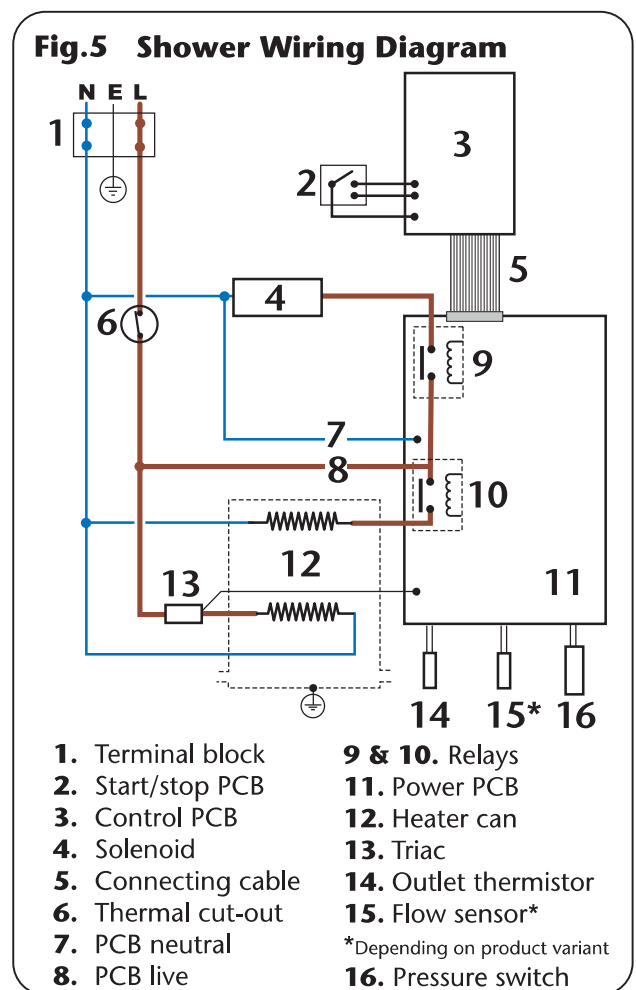 Fig.5 Shower Wiring Diagram
N E L
1
3
2
5
4
6
9
7
8
10
12
13
11
14 15* 16
1. Terminal block
2. Start/stop PCB
3. Control PCB
4. Solenoid
5. Connecting cable
6. Thermal cut-out
7. PCB neutral
8. PCB live
9 & 10. Relays
11. Power PCB
12. Heater can
13. Triac
14. Outlet thermistor
15. Flow sensor*
*Depending on product variant
16. Pressure switch